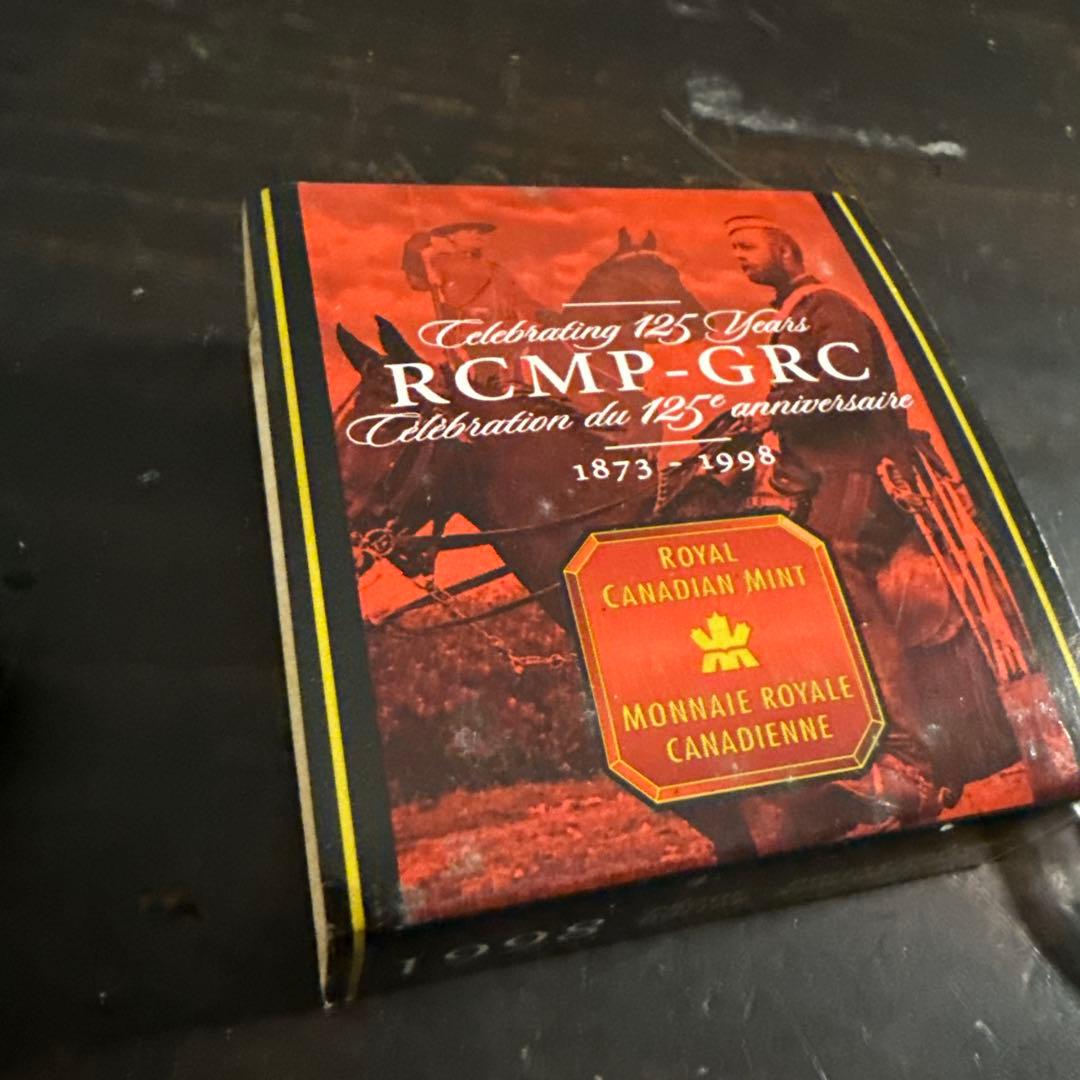 Celebrating 125 Years
RCMP-GRC
Célébration du 125e anniversaire
1873 - 1998
ROYAL
CANADIAN MINT
MONNAIE ROYALE
CANADIENNE
1998